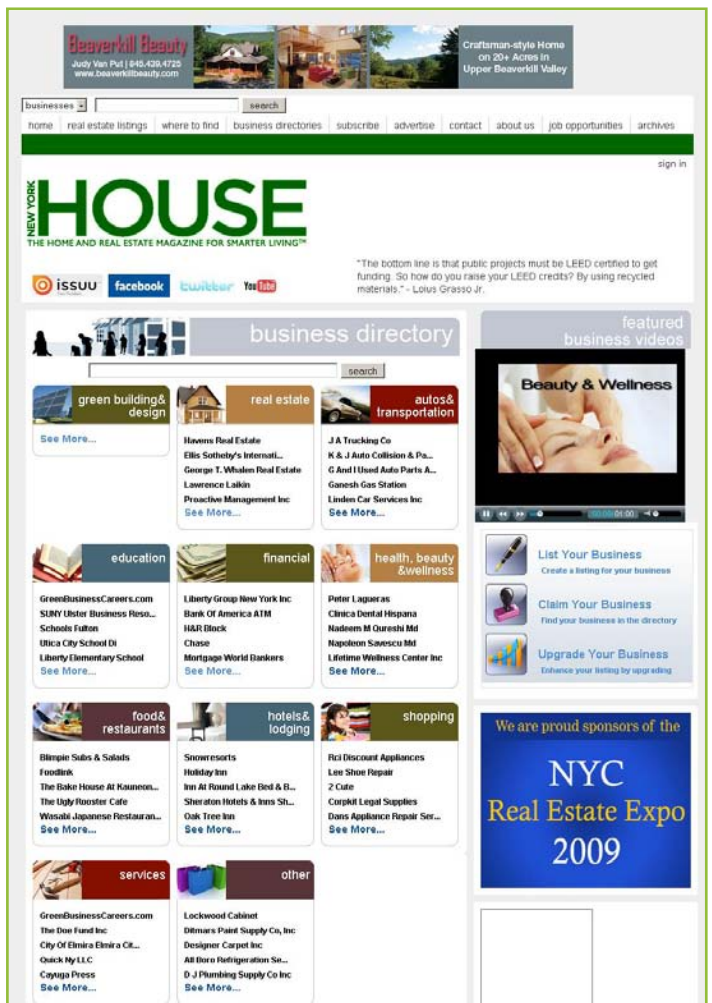 Beaverkill Beauty
Judy Van Put | 845.439.4725
www.beaverkillbeauty.com
Craftsman-style Home
on 20+ Acres in
Upper Beaverkill Valley
businesses
search
home real estate listings where to find business directories subscribe advertise contact about us job opportunities archives
sign in
NEW YORK
HOUSE
THE HOME AND REAL ESTATE MAGAZINE FOR SMARTER LIVING™
"The bottom line is that public projects must be LEED certified to get
funding. So how do you raise your LEED credits? By using recycled
materials." - Loius Grasso Jr.
issuu
facebook
twitter
YouTube
business directory
search
green building&
design
See More...
real estate
Havens Real Estate
Ellis Sotheby's Internati...
George T. Whalen Real Estate
Lawrence Laikin
Proactive Management Inc
See More...
autos&
transportation
J A Trucking Co
K & J Auto Collision & Pa...
G And I Used Auto Parts A...
Ganesh Gas Station
Linden Car Services Inc
See More...
education
GreenBusinessCareers.com
SUNY Ulster Business Reso...
Schools Fulton
Utica City School Di
Liberty Elementary School
See More...
financial
Liberty Group New York Inc
Bank Of America ATM
H&R Block
Chase
Mortgage World Bankers
See More...
health, beauty
&wellness
Peter Lagueras
Clinica Dental Hispana
Nadeem M Qureshi Md
Napoleon Savescu Md
Lifetime Wellness Center Inc
See More...
food&
restaurants
Blimpie Subs & Salads
Foodlink
The Bake House At Kauneon...
The Ugly Rooster Cafe
Wasabi Japanese Restauran...
See More...
hotels&
lodging
Snowresorts
Holiday Inn
Inn At Round Lake Bed & B...
Sheraton Hotels & Inns Sh...
Oak Tree Inn
See More...
shopping
Rci Discount Appliances
Lee Shoe Repair
2 Cute
Corpkit Legal Supplies
Dans Appliance Repair Ser...
See More...
services
GreenBusinessCareers.com
The Doe Fund Inc
City Of Elmira Elmira Cit...
Quick Ny LLC
Cayuga Press
See More...
other
Lockwood Cabinet
Ditmars Paint Supply Co, Inc
Designer Carpet Inc
All Boro Refrigeration Se...
D J Plumbing Supply Co Inc
See More...
featured
business videos
Beauty & Wellness
00:00/01:00
List Your Business
Create a listing for your business
Claim Your Business
Find your business in the directory
Upgrade Your Business
Enhance your listing by upgrading
We are proud sponsors of the
NYC
Real Estate Expo
2009